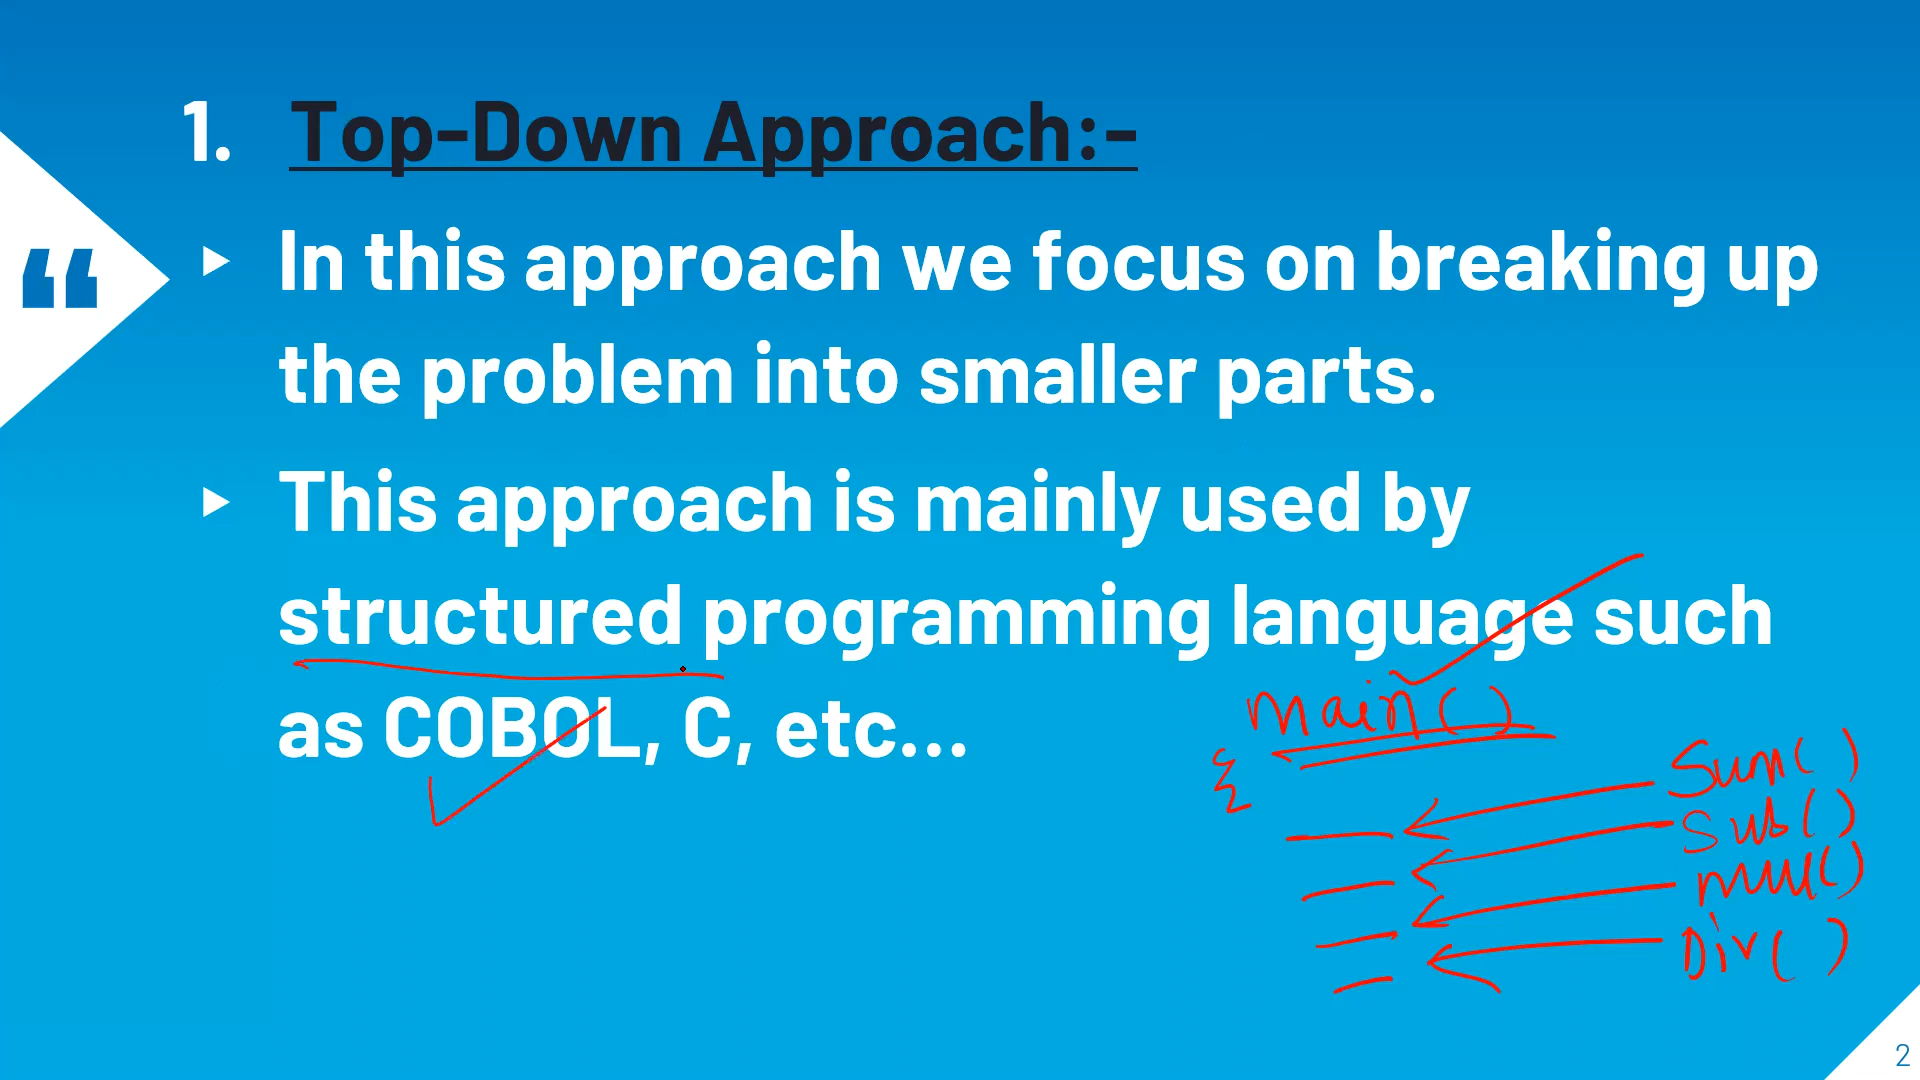 1. Top-Down Approach:-
“
▸ In this approach we focus on breaking up
the problem into smaller parts.
▸ This approach is mainly used by
structured programming language such
as COBOL, C, etc...
main()
{
Sum()
Sub()
mul()
Div()
2